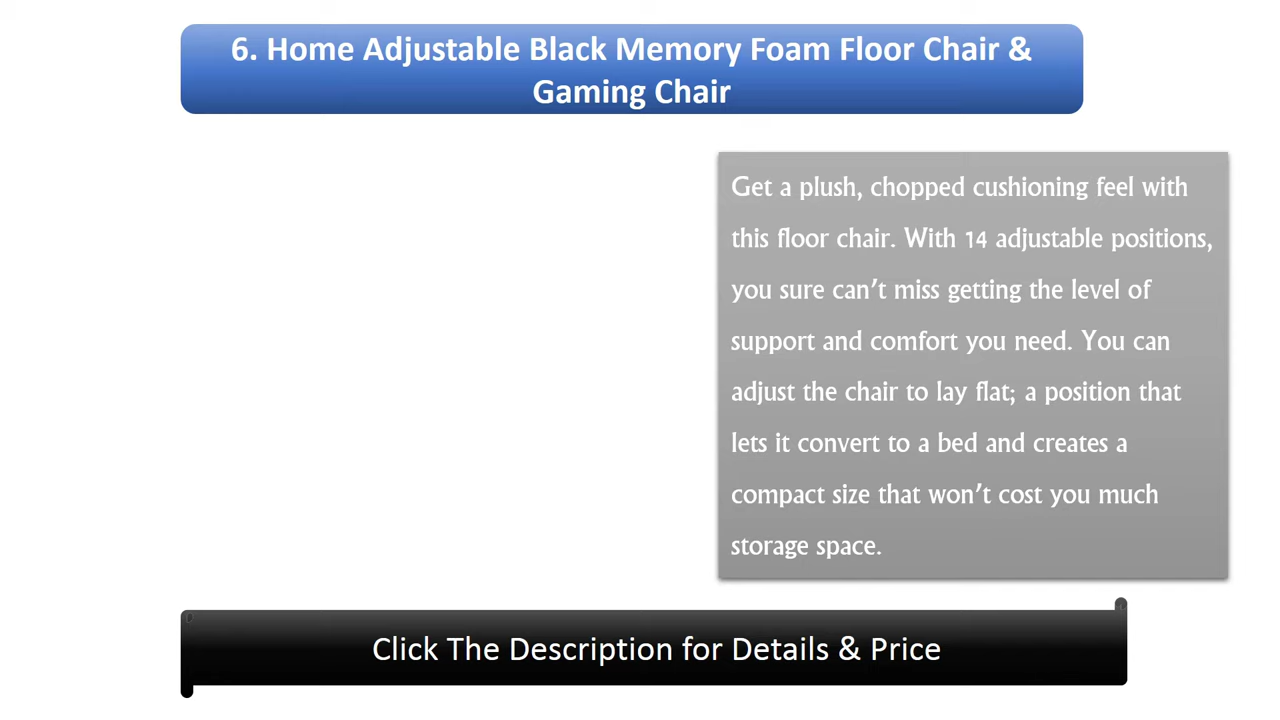 6. Home Adjustable Black Memory Foam Floor Chair &
Gaming Chair
Get a plush, chopped cushioning feel with
this floor chair. With 14 adjustable positions,
you sure can't miss getting the level of
support and comfort you need. You can
adjust the chair to lay flat; a position that
lets it convert to a bed and creates a
compact size that won't cost you much
storage space.
Click The Description for Details & Price